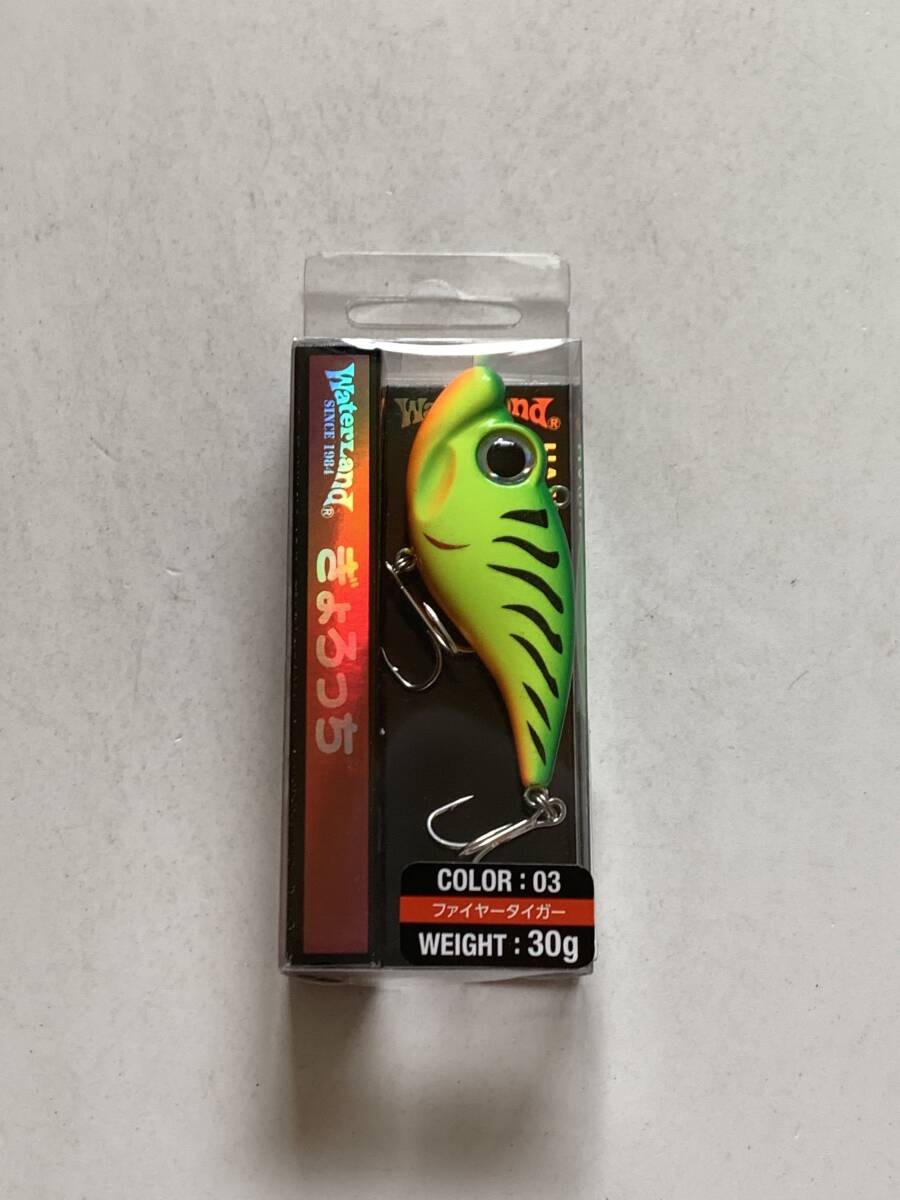 WaterLand®
SINCE 1984
ぎょろっち
WaterLand®
COLOR : 03
ファイヤータイガー
WEIGHT : 30g